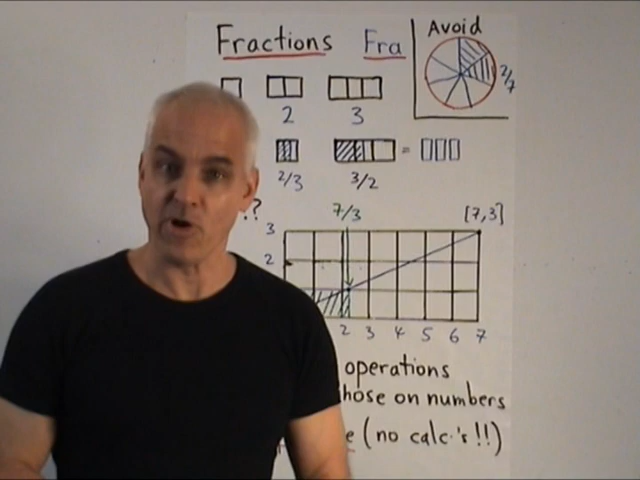 Avoid
Fractions Fra
2/7
2 3
=
2/3 3/2
.? 7/3 [7,3]
3
2
2 3 4 5 6 7
operations
hose on numbers
e (no calc.'s !!)